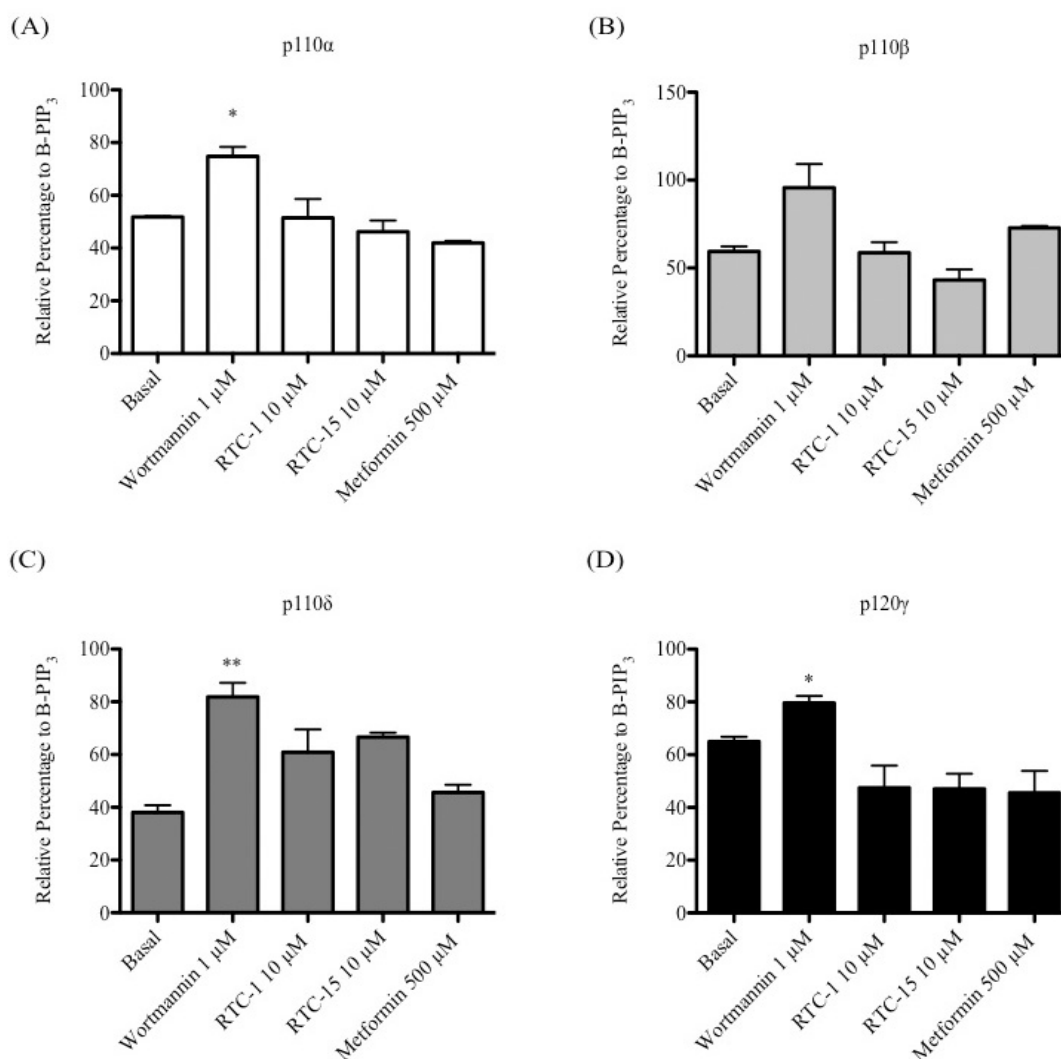 (A)
p110α
Relative Percentage to B-PIP₃
100
80
60
40
20
0
*
Basal
Wortmannin 1 µM
RTC-1 10 µM
RTC-15 10 µM
Metformin 500 µM
(B)
p110β
Relative Percentage to B-PIP₃
150
100
50
0
Basal
Wortmannin 1 µM
RTC-1 10 µM
RTC-15 10 µM
Metformin 500 µM
(C)
p110δ
Relative Percentage to B-PIP₃
100
80
60
40
20
0
**
Basal
Wortmannin 1 µM
RTC-1 10 µM
RTC-15 10 µM
Metformin 500 µM
(D)
p120γ
Relative Percentage to B-PIP₃
100
80
60
40
20
0
*
Basal
Wortmannin 1 µM
RTC-1 10 µM
RTC-15 10 µM
Metformin 500 µM